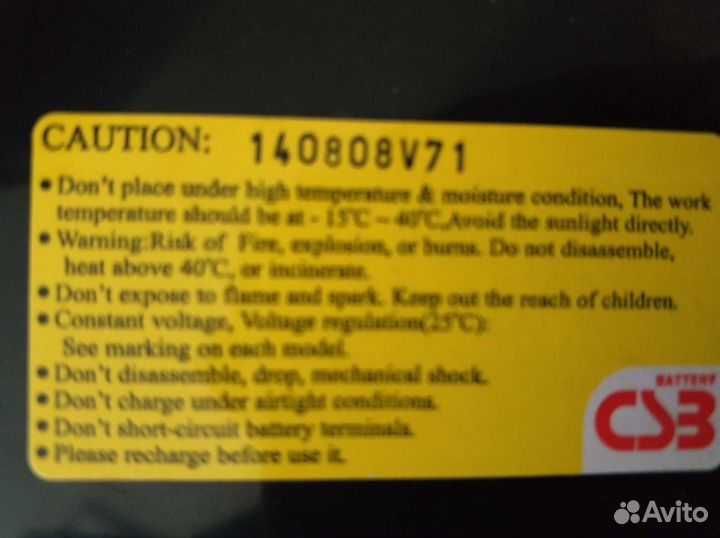 CAUTION: 140808V71
• Don't place under high temperature & moisture condition, The work
temperature should be at - 15℃ ~ 40℃,Avoid the sunlight directly.
• Warning:Risk of Fire, explosion, or burns. Do not disassemble,
heat above 40℃, or incinerate.
• Don't expose to flame and spark. Keep out the reach of children.
• Constant voltage, Voltage regulation(25℃):
See marking on each model.
• Don't disassemble, drop, mechanical shock.
• Don't charge under airtight conditions.
• Don't short-circuit battery terminals.
• Please recharge before use it.
BATTERY
CSB
Avito